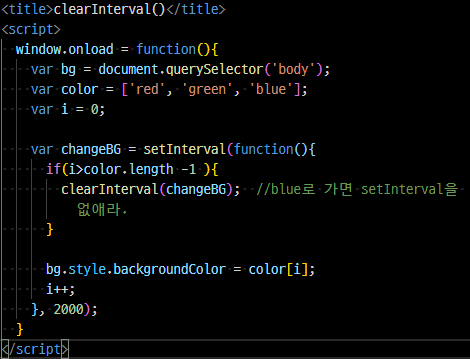 <title>clearInterval()</title>
<script>
  window.onload = function(){
    var bg = document.querySelector('body');
    var color = ['red', 'green', 'blue'];
    var i = 0;

    var changeBG = setInterval(function(){
      if(i>color.length -1 ){
        clearInterval(changeBG);  //blue로 가면 setInterval을
          없애라.
      }

      bg.style.backgroundColor = color[i];
      i++;
    }, 2000);
  }
</script>